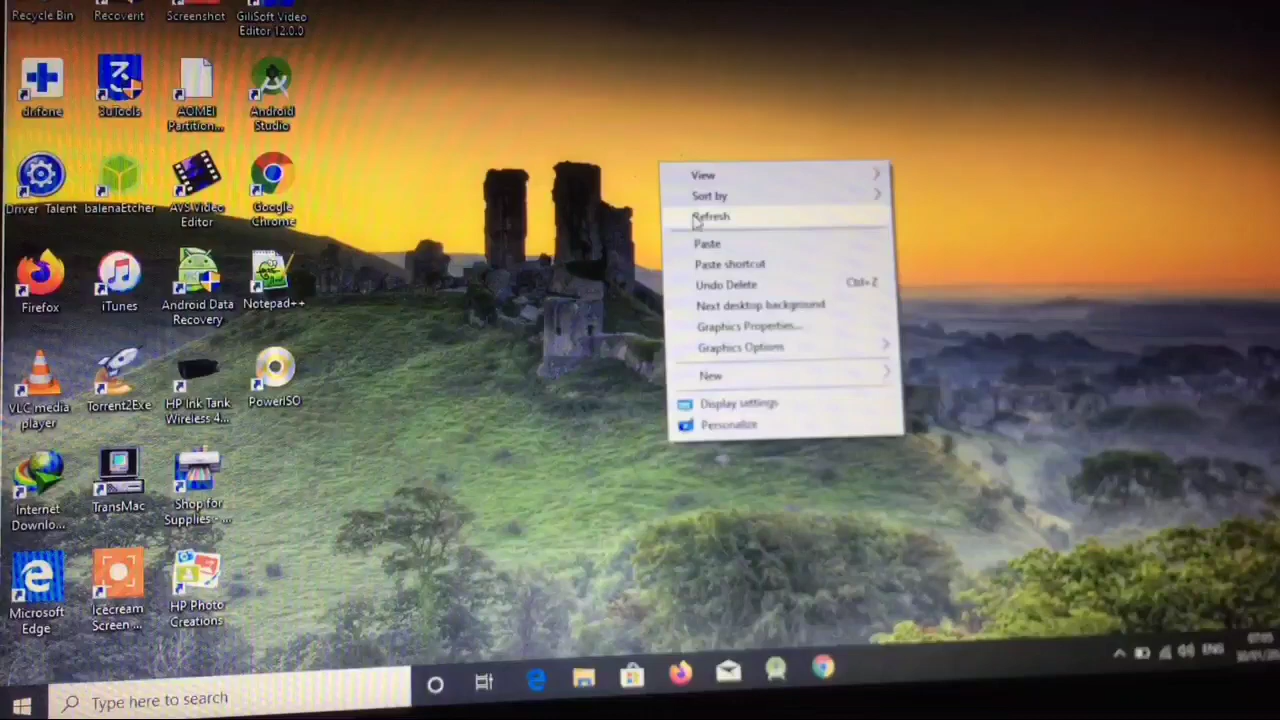 Recycle Bin
Recoverit
Screenshot
GiliSoft Video
Editor 12.0.0
drfone
3uTools
AOMEI
Partition...
Android
Studio
Driver Talent
balenaEtcher
AVS Video
Editor
Google
Chrome
Firefox
iTunes
Android Data
Recovery
Notepad++
VLC media
player
Torrent2Exe
HP Ink Tank
Wireless 4...
PowerISO
Internet
Downlo...
TransMac
Shop for
Supplies - ...
Microsoft
Edge
Icecream
Screen ...
HP Photo
Creations
View
Sort by
Refresh
Paste
Paste shortcut
Undo Delete Ctrl+Z
Next desktop background
Graphics Properties...
Graphics Options
New
Display settings
Personalize
Type here to search
ENG